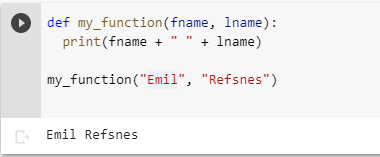 def my_function(fname, lname):
  print(fname + " " + lname)
my_function("Emil", "Refsnes")
Emil Refsnes